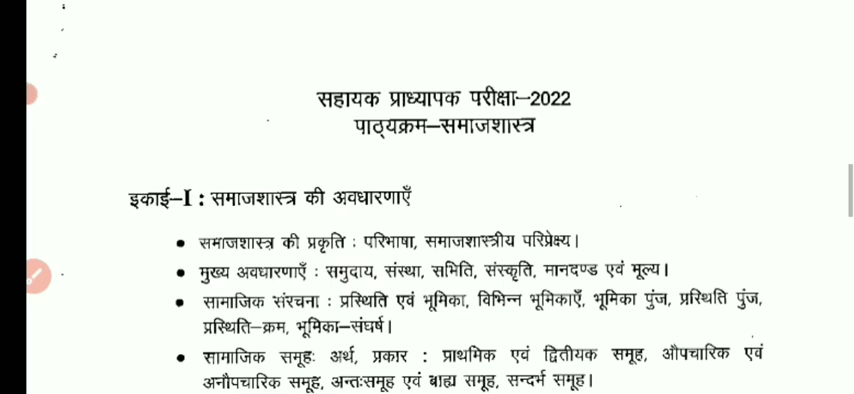 सहायक प्राध्यापक परीक्षा–2022
पाठ्यक्रम–समाजशास्त्र
इकाई–I : समाजशास्त्र की अवधारणाएँ
• समाजशास्त्र की प्रकृति : परिभाषा, समाजशास्त्रीय परिप्रेक्ष्य।
• मुख्य अवधारणाएँ : समुदाय, संस्था, समिति, संस्कृति, मानदण्ड एवं मूल्य।
• सामाजिक संरचना : प्रस्थिति एवं भूमिका, विभिन्न भूमिकाएँ, भूमिका पुंज, प्रस्थिति पुंज,
प्रस्थिति–क्रम, भूमिका–संघर्ष।
• सामाजिक समूहः अर्थ, प्रकार : प्राथमिक एवं द्वितीयक समूह, औपचारिक एवं
अनौपचारिक समूह, अन्तःसमूह एवं बाह्य समूह, सन्दर्भ समूह।